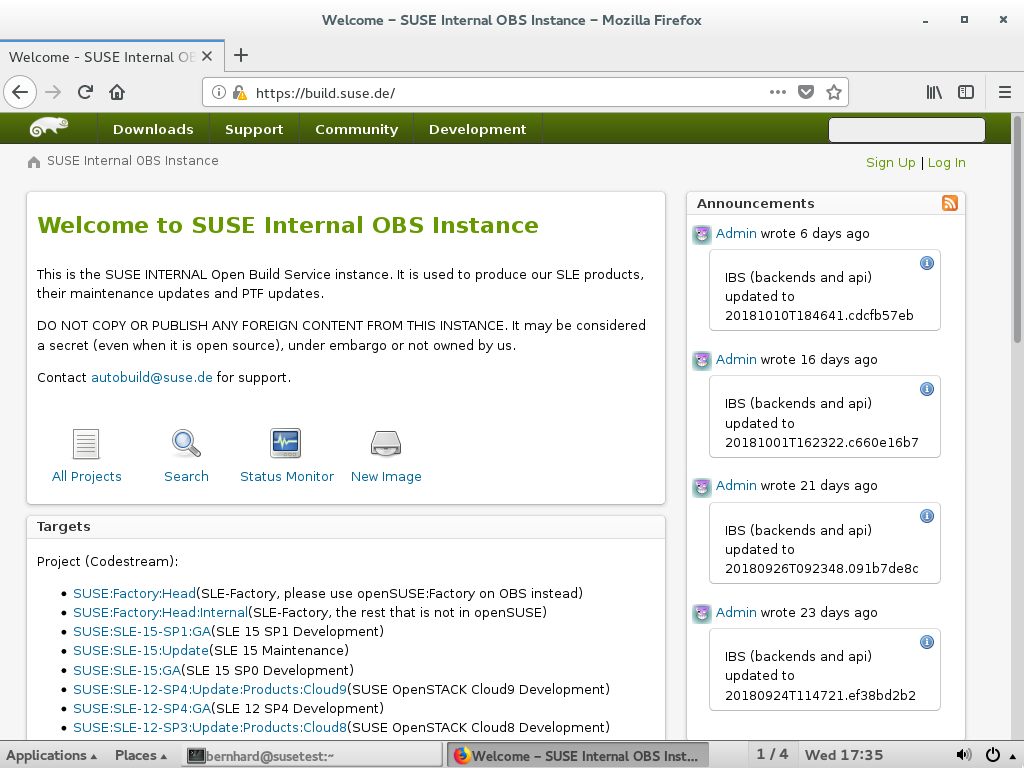 Welcome – SUSE Internal OBS Instance – Mozilla Firefox
Welcome - SUSE Internal OB
https://build.suse.de/
Downloads Support Community Development
SUSE Internal OBS Instance
Sign Up | Log In
Welcome to SUSE Internal OBS Instance
This is the SUSE INTERNAL Open Build Service instance. It is used to produce our SLE products,
their maintenance updates and PTF updates.
DO NOT COPY OR PUBLISH ANY FOREIGN CONTENT FROM THIS INSTANCE. It may be considered
a secret (even when it is open source), under embargo or not owned by us.
Contact autobuild@suse.de for support.
All Projects Search Status Monitor New Image
Targets
Project (Codestream):
• SUSE:Factory:Head(SLE-Factory, please use openSUSE:Factory on OBS instead)
• SUSE:Factory:Head:Internal(SLE-Factory, the rest that is not in openSUSE)
• SUSE:SLE-15-SP1:GA(SLE 15 SP1 Development)
• SUSE:SLE-15:Update(SLE 15 Maintenance)
• SUSE:SLE-15:GA(SLE 15 SP0 Development)
• SUSE:SLE-12-SP4:Update:Products:Cloud9(SUSE OpenSTACK Cloud9 Development)
• SUSE:SLE-12-SP4:GA(SLE 12 SP4 Development)
• SUSE:SLE-12-SP3:Update:Products:Cloud8(SUSE OpenSTACK Cloud8 Development)
Announcements
Admin wrote 6 days ago
IBS (backends and api)
updated to
20181010T184641.cdcfb57eb
Admin wrote 16 days ago
IBS (backends and api)
updated to
20181001T162322.c660e16b7
Admin wrote 21 days ago
IBS (backends and api)
updated to
20180926T092348.091b7de8c
Admin wrote 23 days ago
IBS (backends and api)
updated to
20180924T114721.ef38bd2b2
Applications Places bernhard@susetest:~ Welcome – SUSE Internal OBS Inst... 1 / 4 Wed 17:35